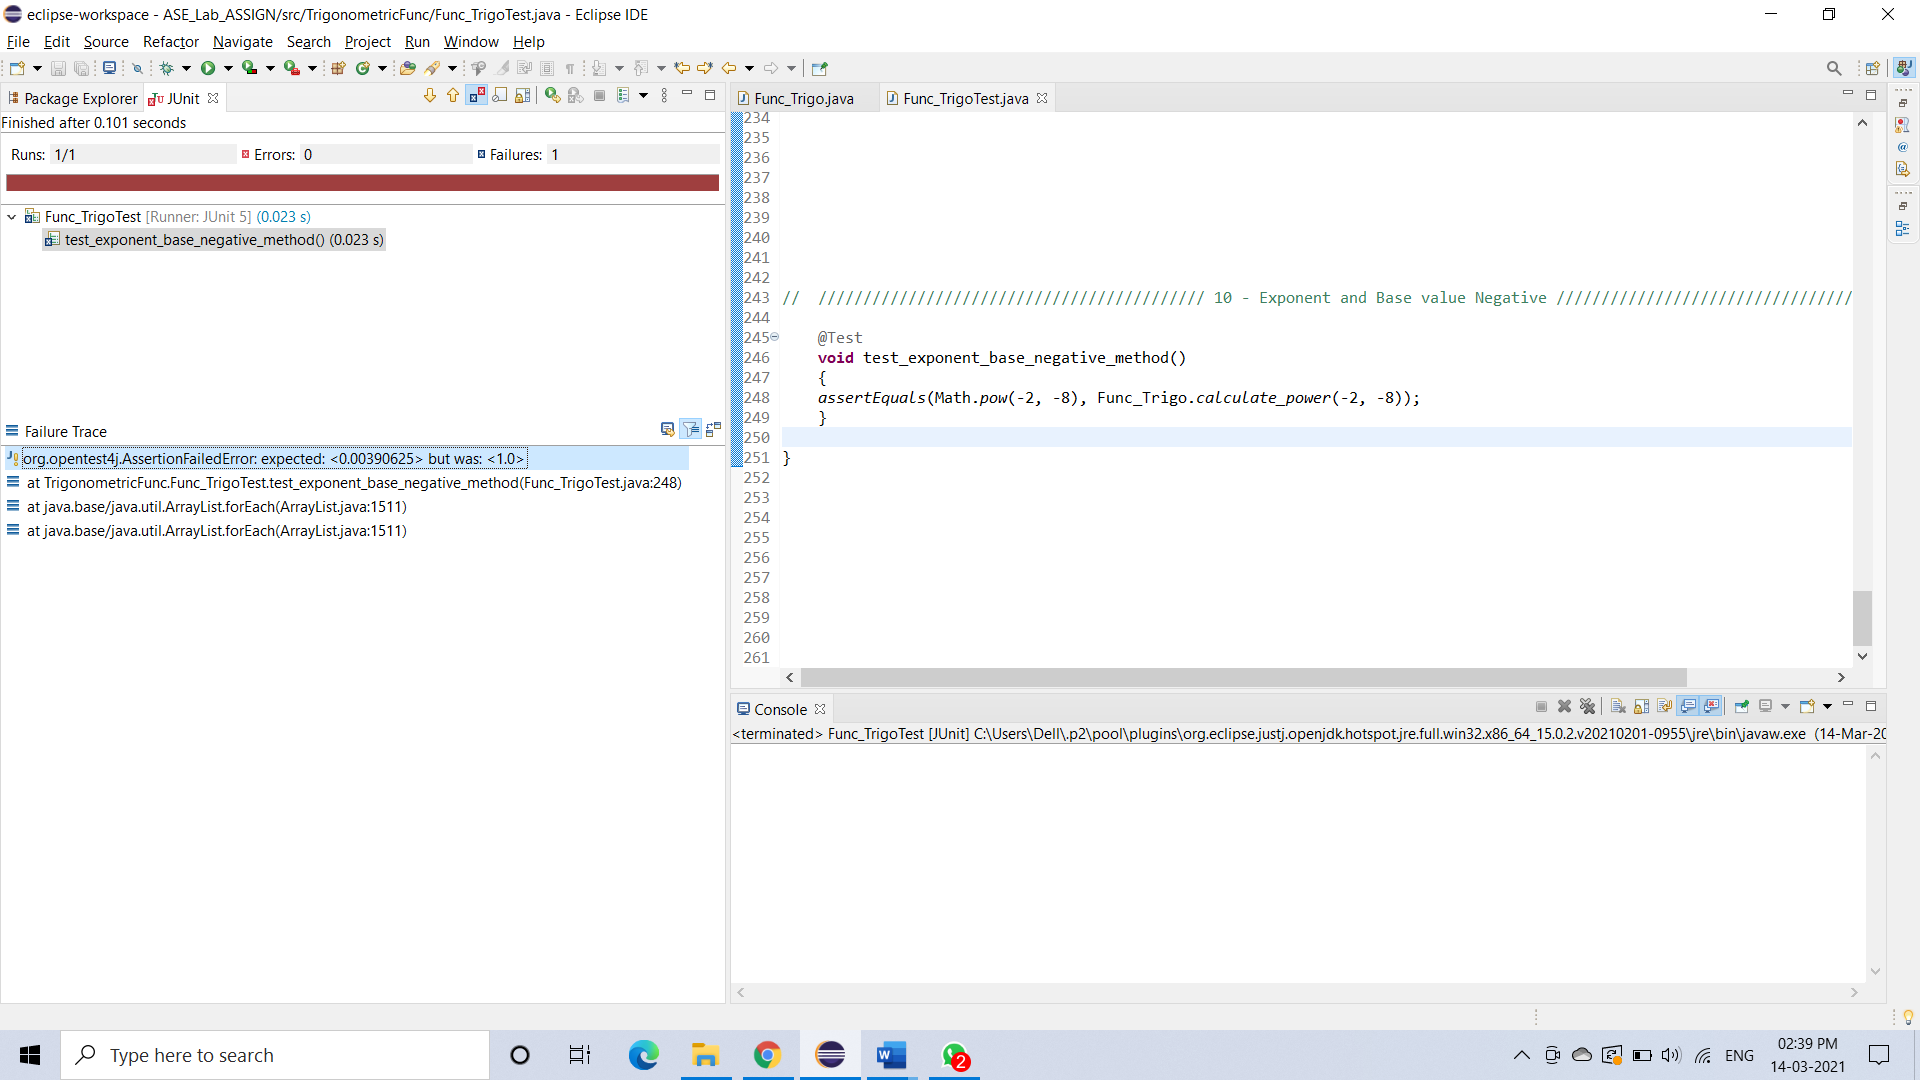 eclipse-workspace - ASE_Lab_ASSIGN/src/TrigonometricFunc/Func_TrigoTest.java - Eclipse IDE
File Edit Source Refactor Navigate Search Project Run Window Help
Package Explorer JUnit
Finished after 0.101 seconds
Runs: 1/1 Errors: 0 Failures: 1
Func_TrigoTest [Runner: JUnit 5] (0.023 s)
test_exponent_base_negative_method() (0.023 s)
Failure Trace
org.opentest4j.AssertionFailedError: expected: <0.00390625> but was: <1.0>
at TrigonometricFunc.Func_TrigoTest.test_exponent_base_negative_method(Func_TrigoTest.java:248)
at java.base/java.util.ArrayList.forEach(ArrayList.java:1511)
at java.base/java.util.ArrayList.forEach(ArrayList.java:1511)
Func_Trigo.java Func_TrigoTest.java
234
235
236
237
238
239
240
241
242
243 // /////////////////////////////////////////// 10 - Exponent and Base value Negative /////////////////////////////////
244
245 @Test
246 void test_exponent_base_negative_method()
247 {
248 assertEquals(Math.pow(-2, -8), Func_Trigo.calculate_power(-2, -8));
249 }
250
251 }
252
253
254
255
256
257
258
259
260
261
Console
<terminated> Func_TrigoTest [JUnit] C:\Users\Dell\.p2\pool\plugins\org.eclipse.justj.openjdk.hotspot.jre.full.win32.x86_64_15.0.2.v20210201-0955\jre\bin\javaw.exe (14-Mar-20
Type here to search
2
ENG
02:39 PM
14-03-2021